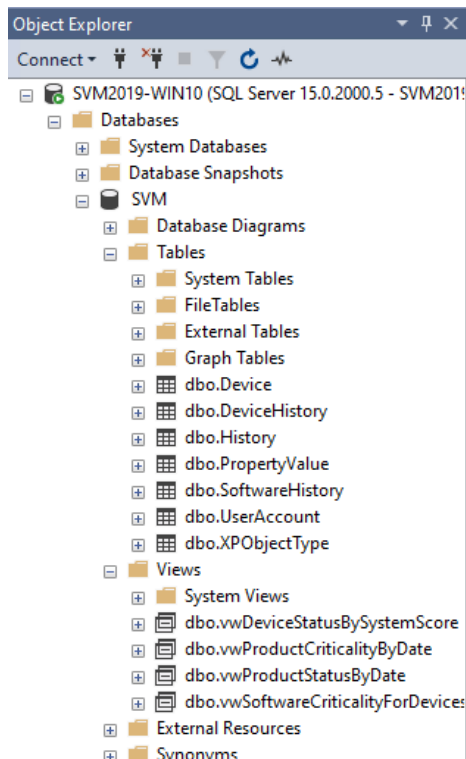 Object Explorer
Connect
SVM2019-WIN10 (SQL Server 15.0.2000.5 - SVM2019
Databases
System Databases
Database Snapshots
SVM
Database Diagrams
Tables
System Tables
FileTables
External Tables
Graph Tables
dbo.Device
dbo.DeviceHistory
dbo.History
dbo.PropertyValue
dbo.SoftwareHistory
dbo.UserAccount
dbo.XPObjectType
Views
System Views
dbo.vwDeviceStatusBySystemScore
dbo.vwProductCriticalityByDate
dbo.vwProductStatusByDate
dbo.vwSoftwareCriticalityForDevices
External Resources
Synonyms